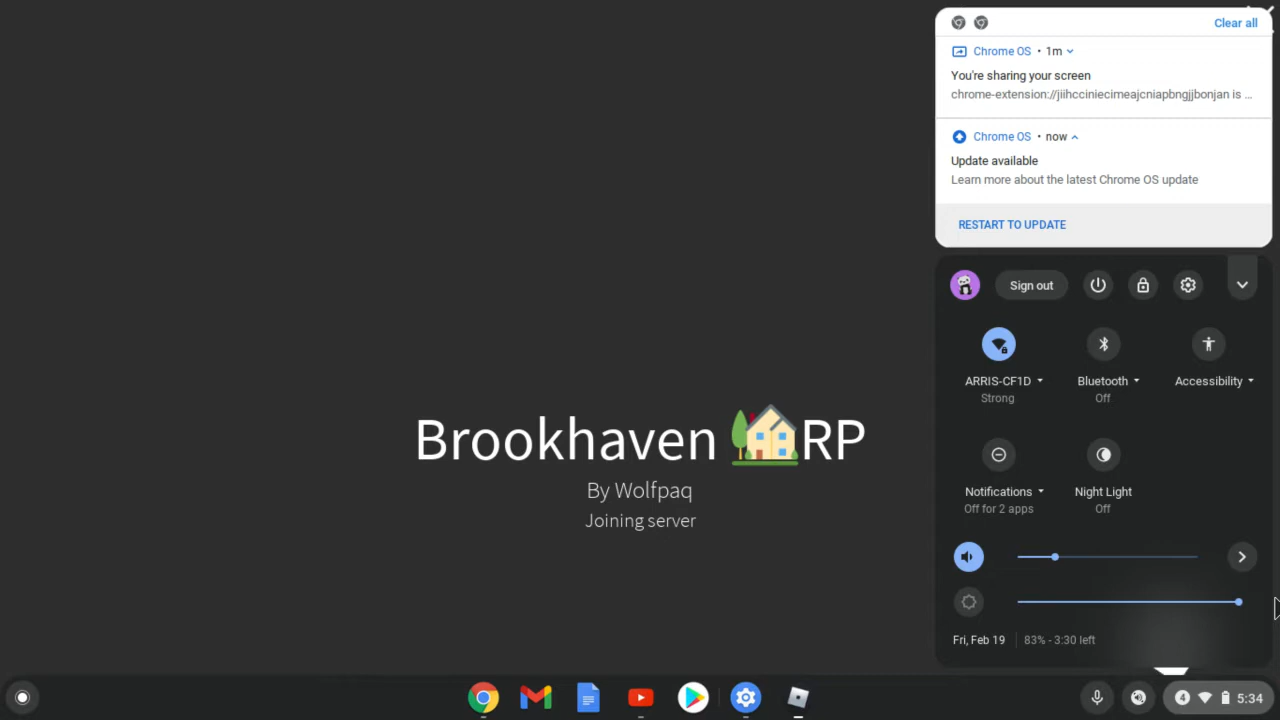 Clear all
Chrome OS • 1m
You're sharing your screen
chrome-extension://jiihcciniecimeajcniapbngjjbonjan is ...
Chrome OS • now
Update available
Learn more about the latest Chrome OS update
RESTART TO UPDATE
Sign out
ARRIS-CF1D
Strong
Bluetooth
Off
Accessibility
Notifications
Off for 2 apps
Night Light
Off
Brookhaven RP
By Wolfpaq
Joining server
Fri, Feb 19
83% - 3:30 left
4
5:34